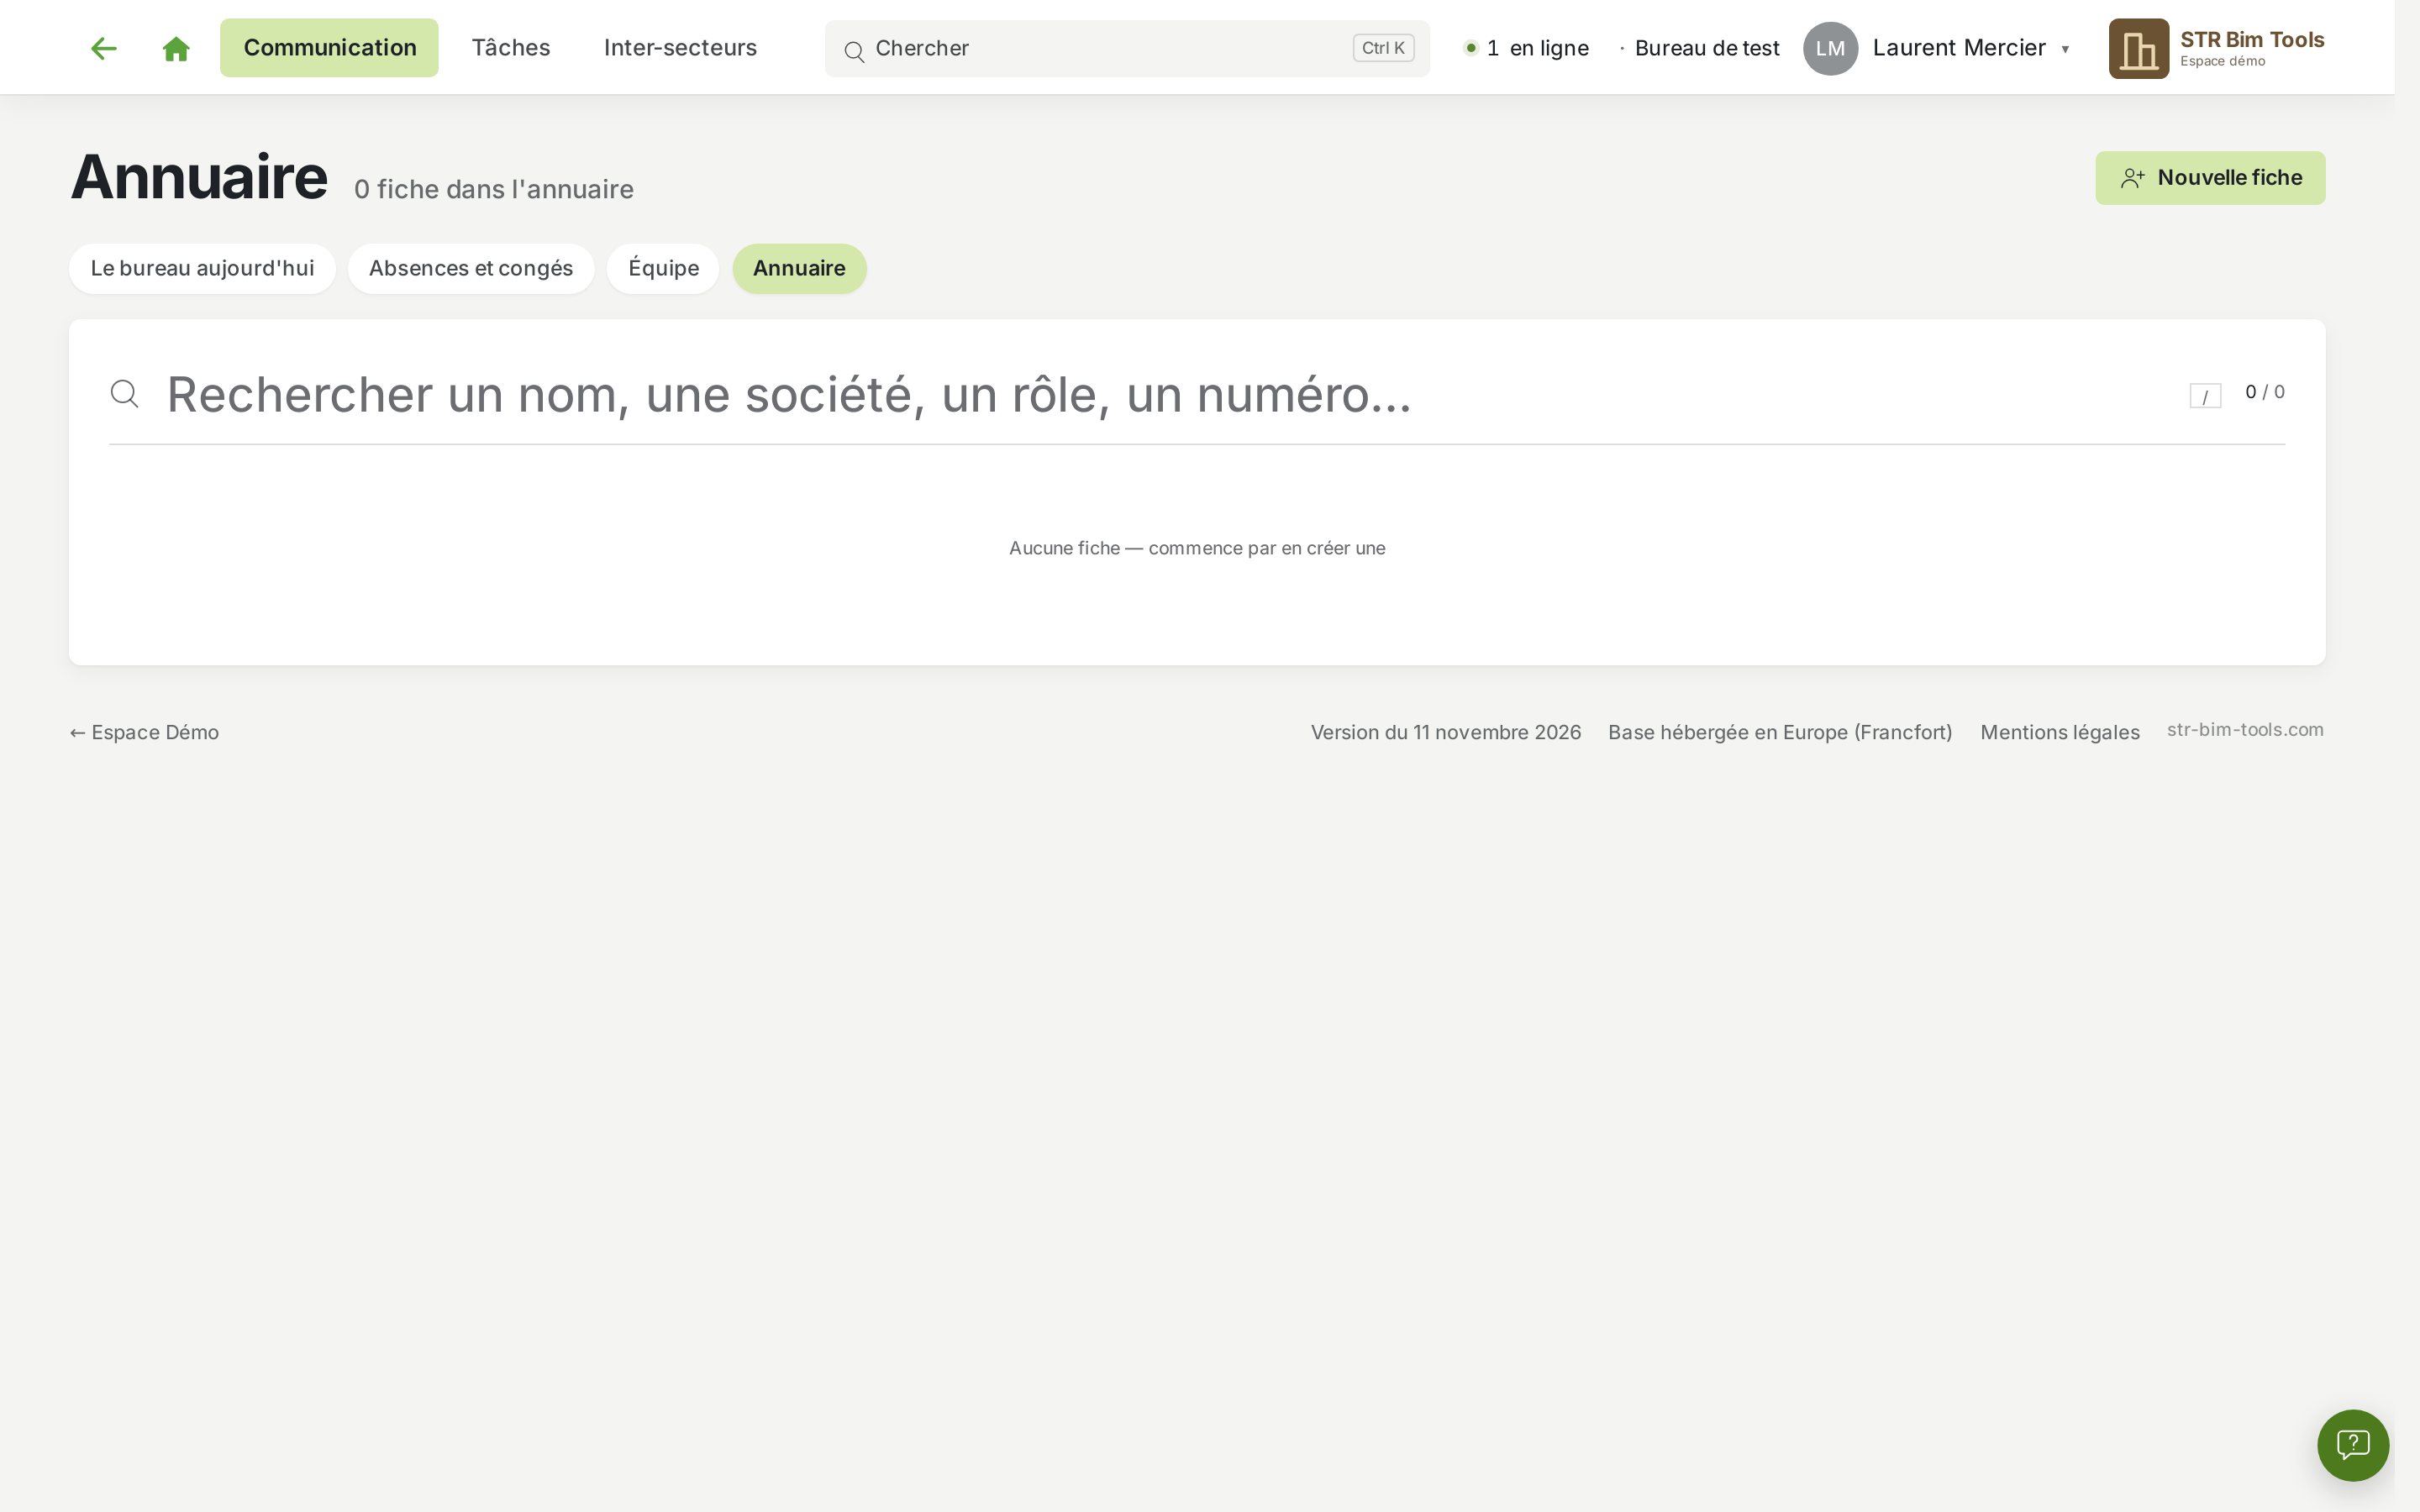 Communication
Tâches
Inter-secteurs
Chercher
Ctrl K
1 en ligne
· Bureau de test
LM
Laurent Mercier ▾
STR Bim Tools
Espace démo
Annuaire
0 fiche dans l'annuaire
Nouvelle fiche
Le bureau aujourd'hui
Absences et congés
Équipe
Annuaire
Rechercher un nom, une société, un rôle, un numéro...
/
0 / 0
Aucune fiche — commence par en créer une
← Espace Démo
Version du 11 novembre 2026
Base hébergée en Europe (Francfort)
Mentions légales
str-bim-tools.com